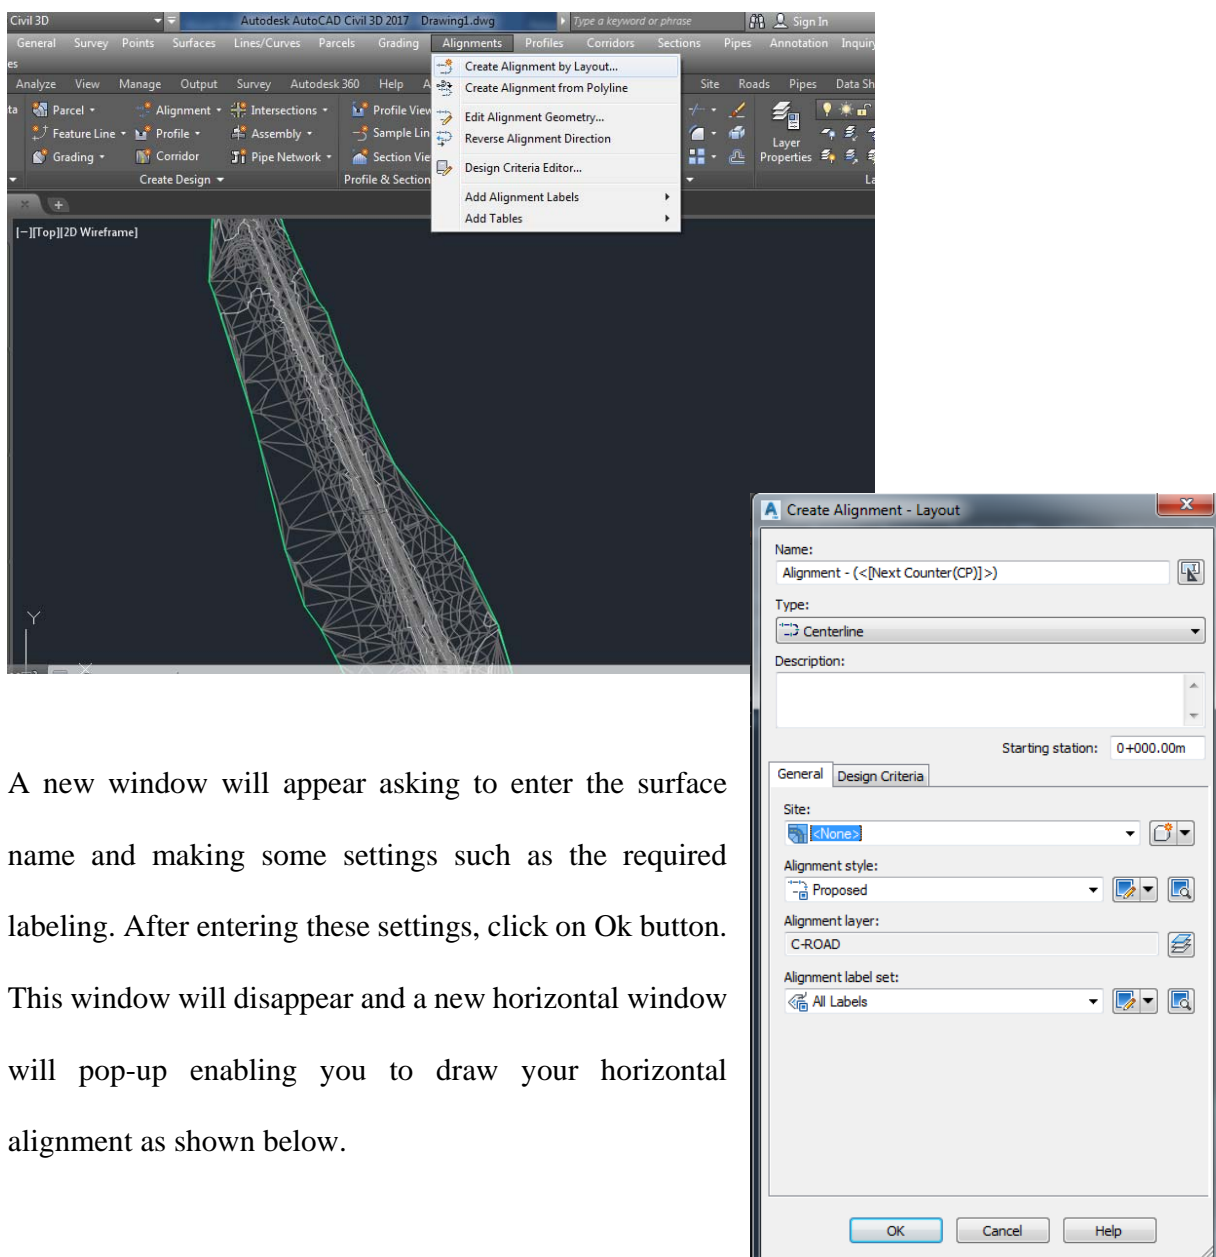 Civil 3D Autodesk AutoCAD Civil 3D 2017 Drawing1.dwg Type a keyword or phrase Sign In
General Survey Points Surfaces Lines/Curves Parcels Grading Alignments Profiles Corridors Sections Pipes Annotation Inquiry
es
Create Alignment by Layout...
Analyze View Manage Output Survey Autodesk 360 Help A Site Roads Pipes Data Sh
Create Alignment from Polyline
ta Parcel Alignment Intersections Profile View
Edit Alignment Geometry...
Feature Line Profile Assembly Sample Lin
Reverse Alignment Direction
Layer
Grading Corridor Pipe Network Section Vie
Properties
Design Criteria Editor...
Create Design Profile & Section La
Add Alignment Labels
Add Tables
[−][Top][2D Wireframe]
Y
X
Create Alignment - Layout
Name:
Alignment - (<[Next Counter(CP)]>)
Type:
Centerline
Description:
Starting station: 0+000.00m
General Design Criteria
Site:
<None>
Alignment style:
Proposed
Alignment layer:
C-ROAD
Alignment label set:
All Labels
OK Cancel Help
A new window will appear asking to enter the surface
name and making some settings such as the required
labeling. After entering these settings, click on Ok button.
This window will disappear and a new horizontal window
will pop-up enabling you to draw your horizontal
alignment as shown below.